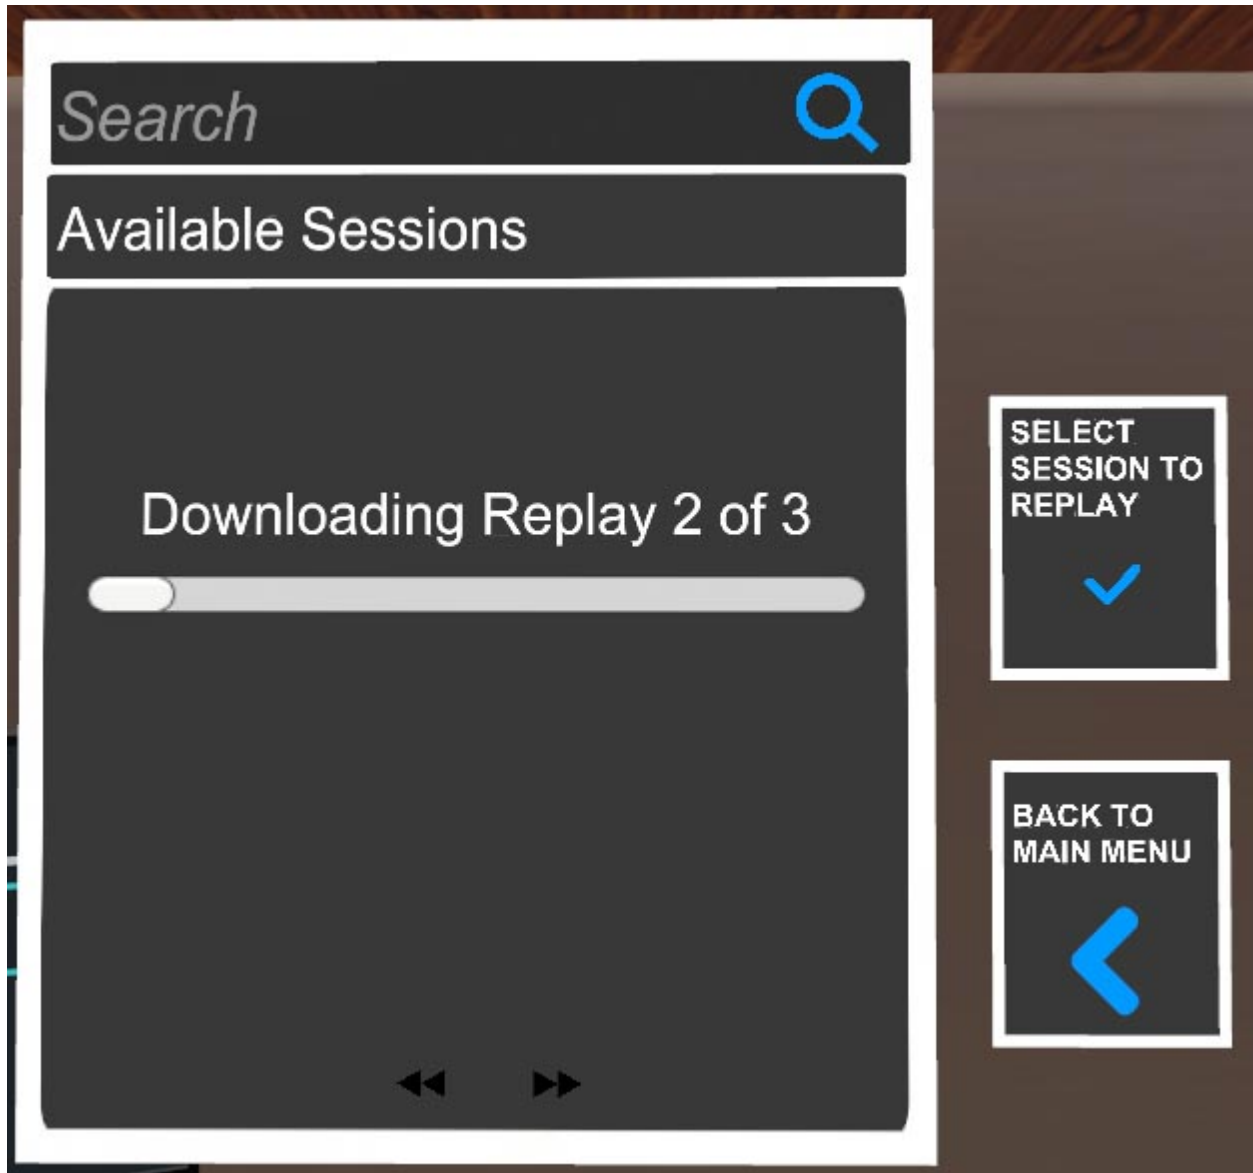 Search
Available Sessions
Downloading Replay 2 of 3
SELECT
SESSION TO
REPLAY
BACK TO
MAIN MENU